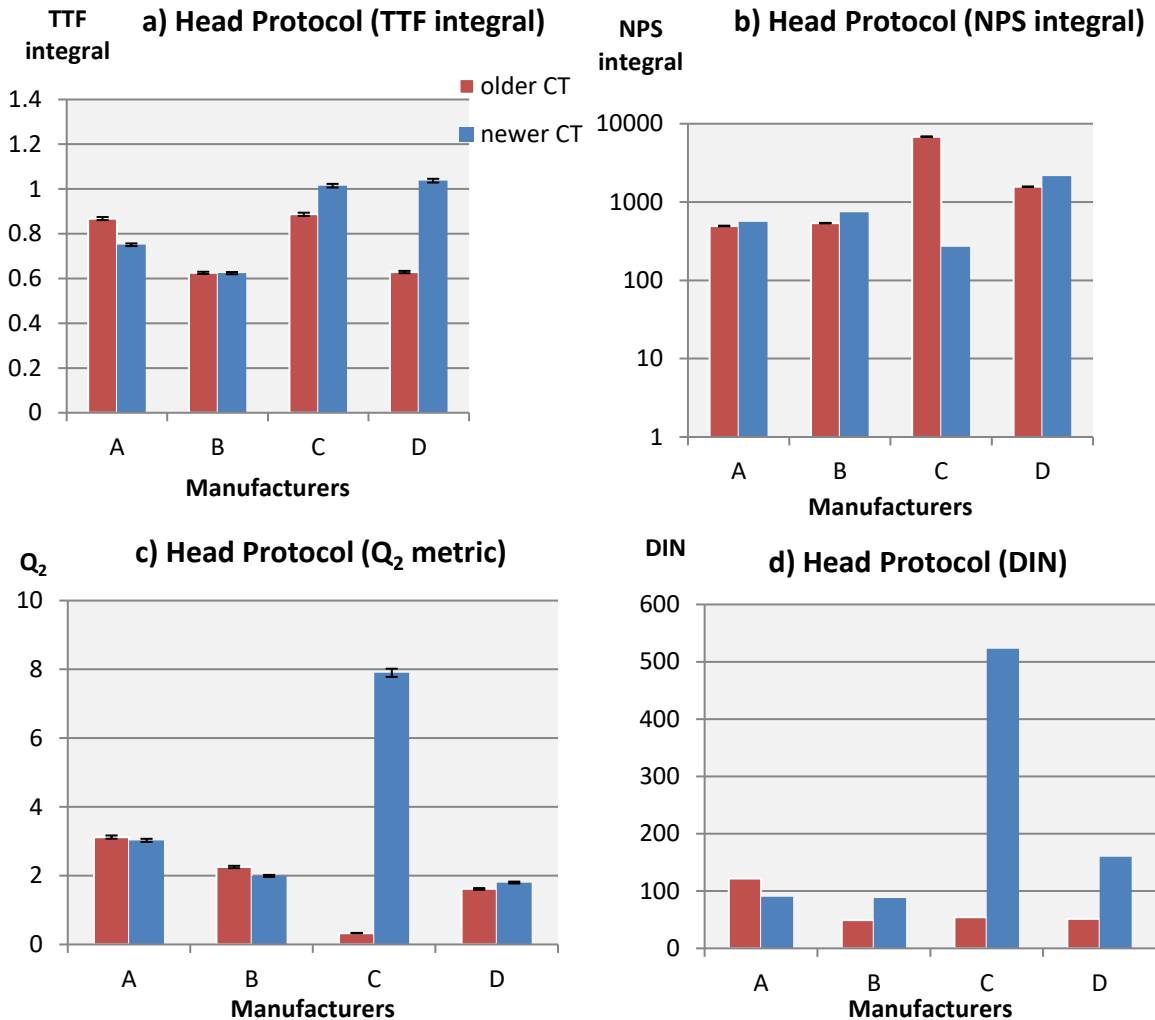 TTF
integral
a) Head Protocol (TTF integral)
older CT
newer CT
1.4
1.2
1
0.8
0.6
0.4
0.2
0
A B C D
Manufacturers
NPS
integral
b) Head Protocol (NPS integral)
10000
1000
100
10
1
A B C D
Manufacturers
Q₂
c) Head Protocol (Q₂ metric)
10
8
6
4
2
0
A B C D
Manufacturers
DIN
d) Head Protocol (DIN)
600
500
400
300
200
100
0
A B C D
Manufacturers